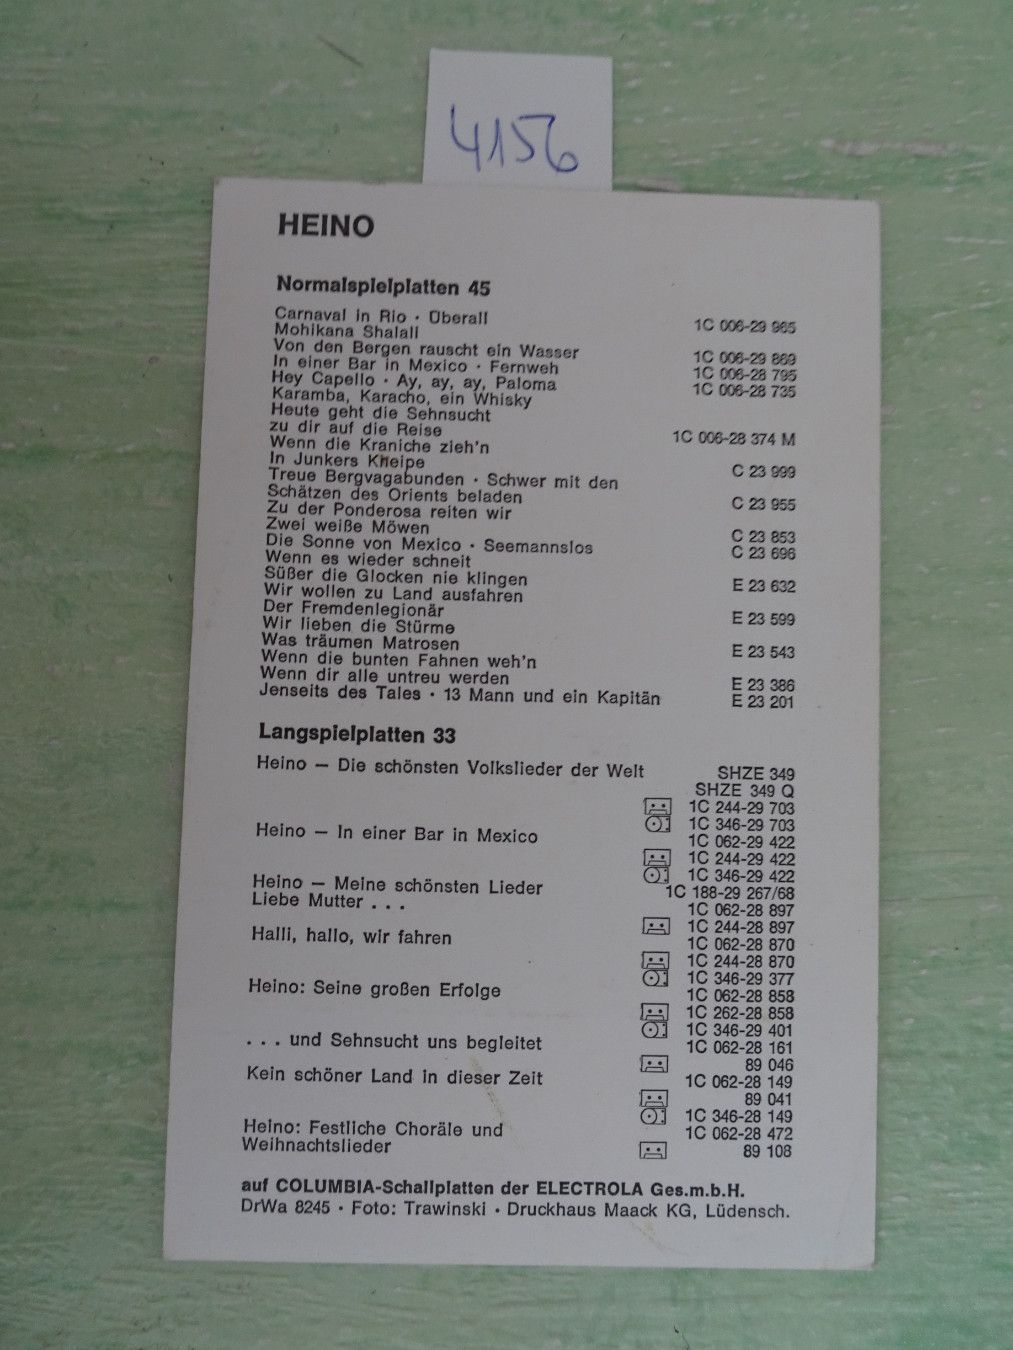 4156
HEINO
Normalspielplatten 45
Carnaval in Rio · Überall
Mohikana Shalali 1C 006-29 965
Von den Bergen rauscht ein Wasser
In einer Bar in Mexico · Fernweh 1C 006-29 869
Hey Capello · Ay, ay, ay, Paloma 1C 006-28 795
Karamba, Karacho, ein Whisky 1C 006-28 735
Heute geht die Sehnsucht
zu dir auf die Reise
Wenn die Kraniche zieh'n 1C 006-28 374 M
In Junkers Kneipe
Treue Bergvagabunden · Schwer mit den C 23 999
Schätzen des Orients beladen
Zu der Ponderosa reiten wir C 23 955
Zwei weiße Möwen
Die Sonne von Mexico · Seemannslos C 23 853
Wenn es wieder schneit C 23 696
Süßer die Glocken nie klingen
Wir wollen zu Land ausfahren E 23 632
Der Fremdenlegionär
Wir lieben die Stürme E 23 599
Was träumen Matrosen
Wenn die bunten Fahnen weh'n E 23 543
Wenn dir alle untreu werden E 23 386
Jenseits des Tales · 13 Mann und ein Kapitän E 23 201
Langspielplatten 33
Heino — Die schönsten Volkslieder der Welt SHZE 349
SHZE 349 Q
1C 244-29 703
1C 346-29 703
Heino — In einer Bar in Mexico 1C 062-29 422
1C 244-29 422
1C 346-29 422
Heino — Meine schönsten Lieder 1C 188-29 267/68
Liebe Mutter . . . 1C 062-28 897
1C 244-28 897
Halli, hallo, wir fahren 1C 062-28 870
1C 244-28 870
1C 346-29 377
Heino: Seine großen Erfolge 1C 062-28 858
1C 262-28 858
1C 346-29 401
. . . und Sehnsucht uns begleitet 1C 062-28 161
89 046
Kein schöner Land in dieser Zeit 1C 062-28 149
89 041
1C 346-28 149
Heino: Festliche Choräle und 1C 062-28 472
Weihnachtslieder 89 108
auf COLUMBIA-Schallplatten der ELECTROLA Ges.m.b.H.
DrWa 8245 · Foto: Trawinski · Druckhaus Maack KG, Lüdensch.